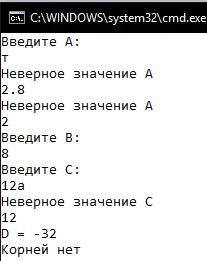 C:\WINDOWS\system32\cmd.exe
Введите A:
т
Неверное значение A
2.8
Неверное значение A
2
Введите B:
8
Введите C:
12a
Неверное значение C
12
D = -32
Корней нет